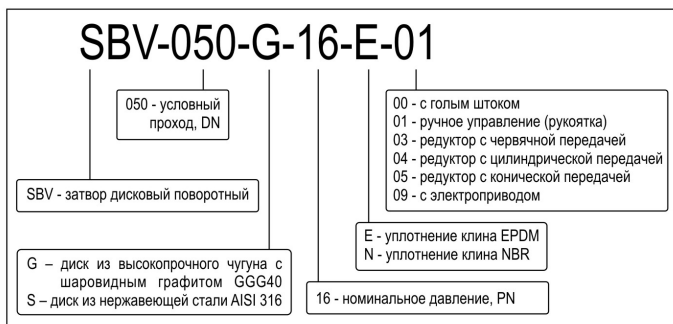 SBV-050-G-16-E-01
050 - условный
проход, DN
00 - с голым штоком
01 - ручное управление (рукоятка)
03 - редуктор с червячной передачей
04 - редуктор с цилиндрической передачей
05 - редуктор с конической передачей
09 - с электроприводом
SBV - затвор дисковый поворотный
E - уплотнение клина EPDM
N - уплотнение клина NBR
G – диск из высокопрочного чугуна с
шаровидным графитом GGG40
S – диск из нержавеющей стали AISI 316
16 - номинальное давление, PN